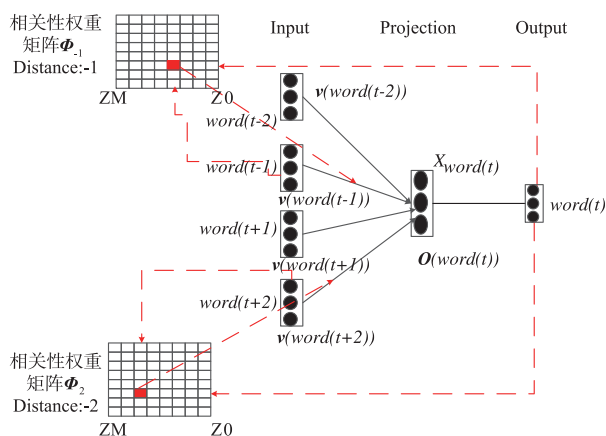 相关性权重
矩阵Φ-1
Distance:-1
ZM
Z0
Input
Projection
Output
v(word(t-2))
word(t-2)
word(t-1)
v(word(t-1))
word(t+1)
v(word(t+1))
word(t+2)
v(word(t+2))
Xword(t)
O(word(t))
word(t)
相关性权重
矩阵Φ2
Distance:-2
ZM
Z0